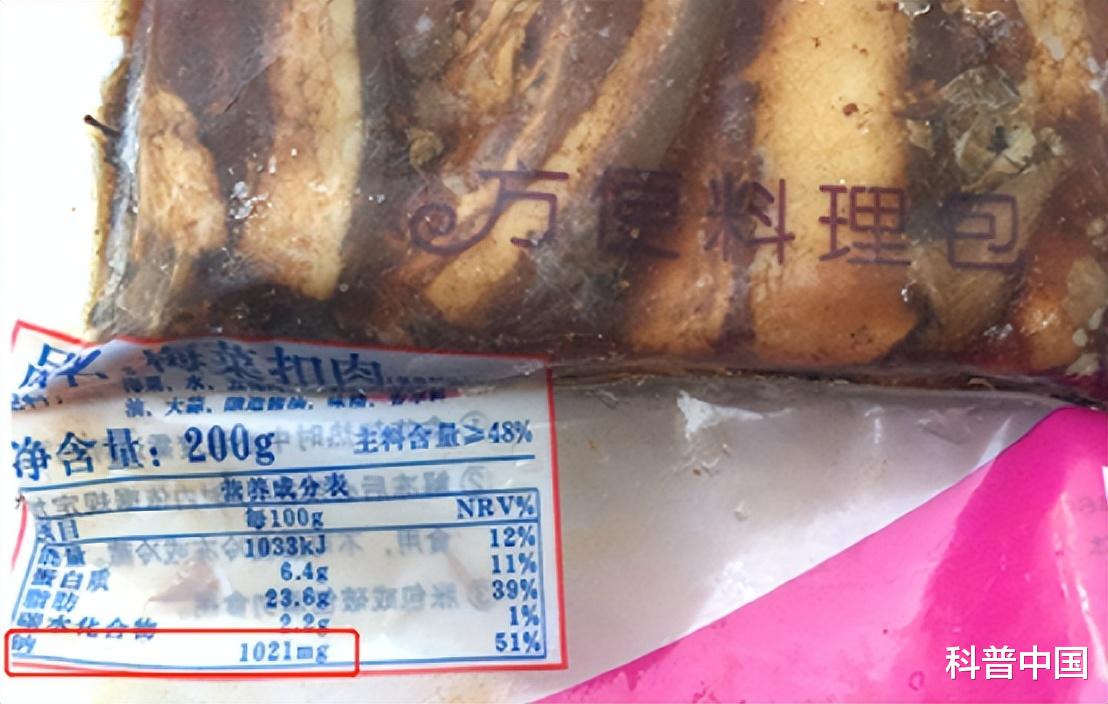 方便料理包
梅菜扣肉
油、大蒜、
净含量：200g 主料含量≥48%
营养成分表
项目 每100g NRV%
能量 1033kJ 12%
蛋白质 6.4g 11%
脂肪 23.6g 39%
碳水化合物 2.2g 1%
钠 1021mg 51%
科普中国